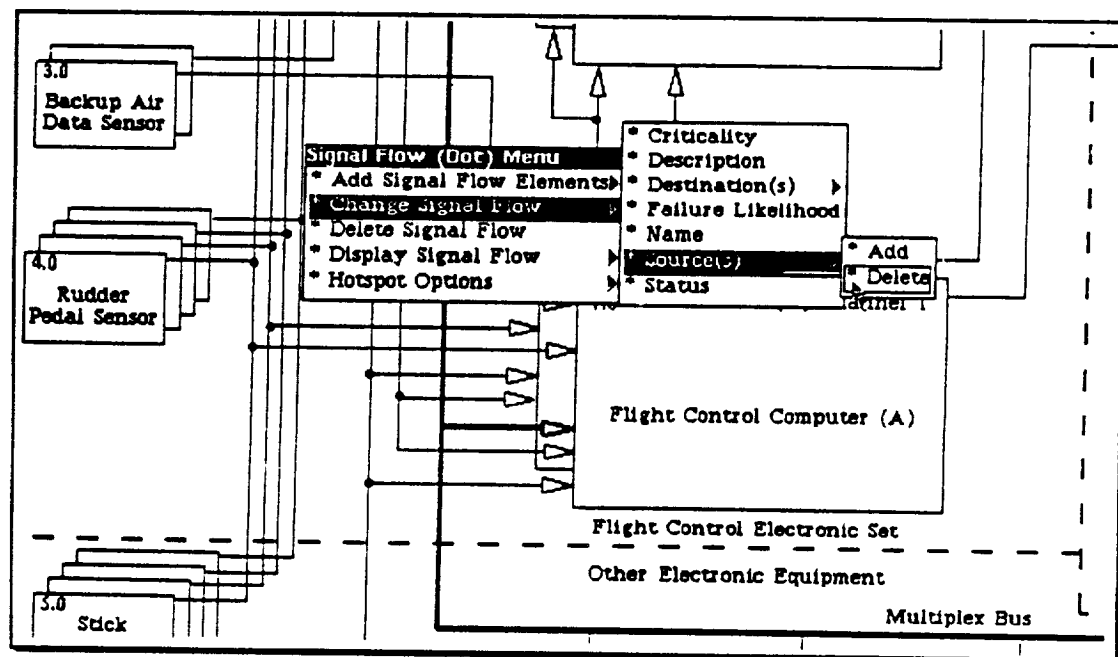 3.0
Backup Air
Data Sensor
Signal Flow (Dot) Menu
* Add Signal Flow Elements
* Change Signal Flow
* Delete Signal Flow
* Display Signal Flow
* Hotspot Options
* Criticality
* Description
* Destination(s)
* Failure Likelihood
* Name
* Source(s)
* Status
* Add
* Delete
4.0
Rudder
Pedal Sensor
Flight Control Computer (A)
Flight Control Electronic Set
Other Electronic Equipment
Multiplex Bus
5.0
Stick